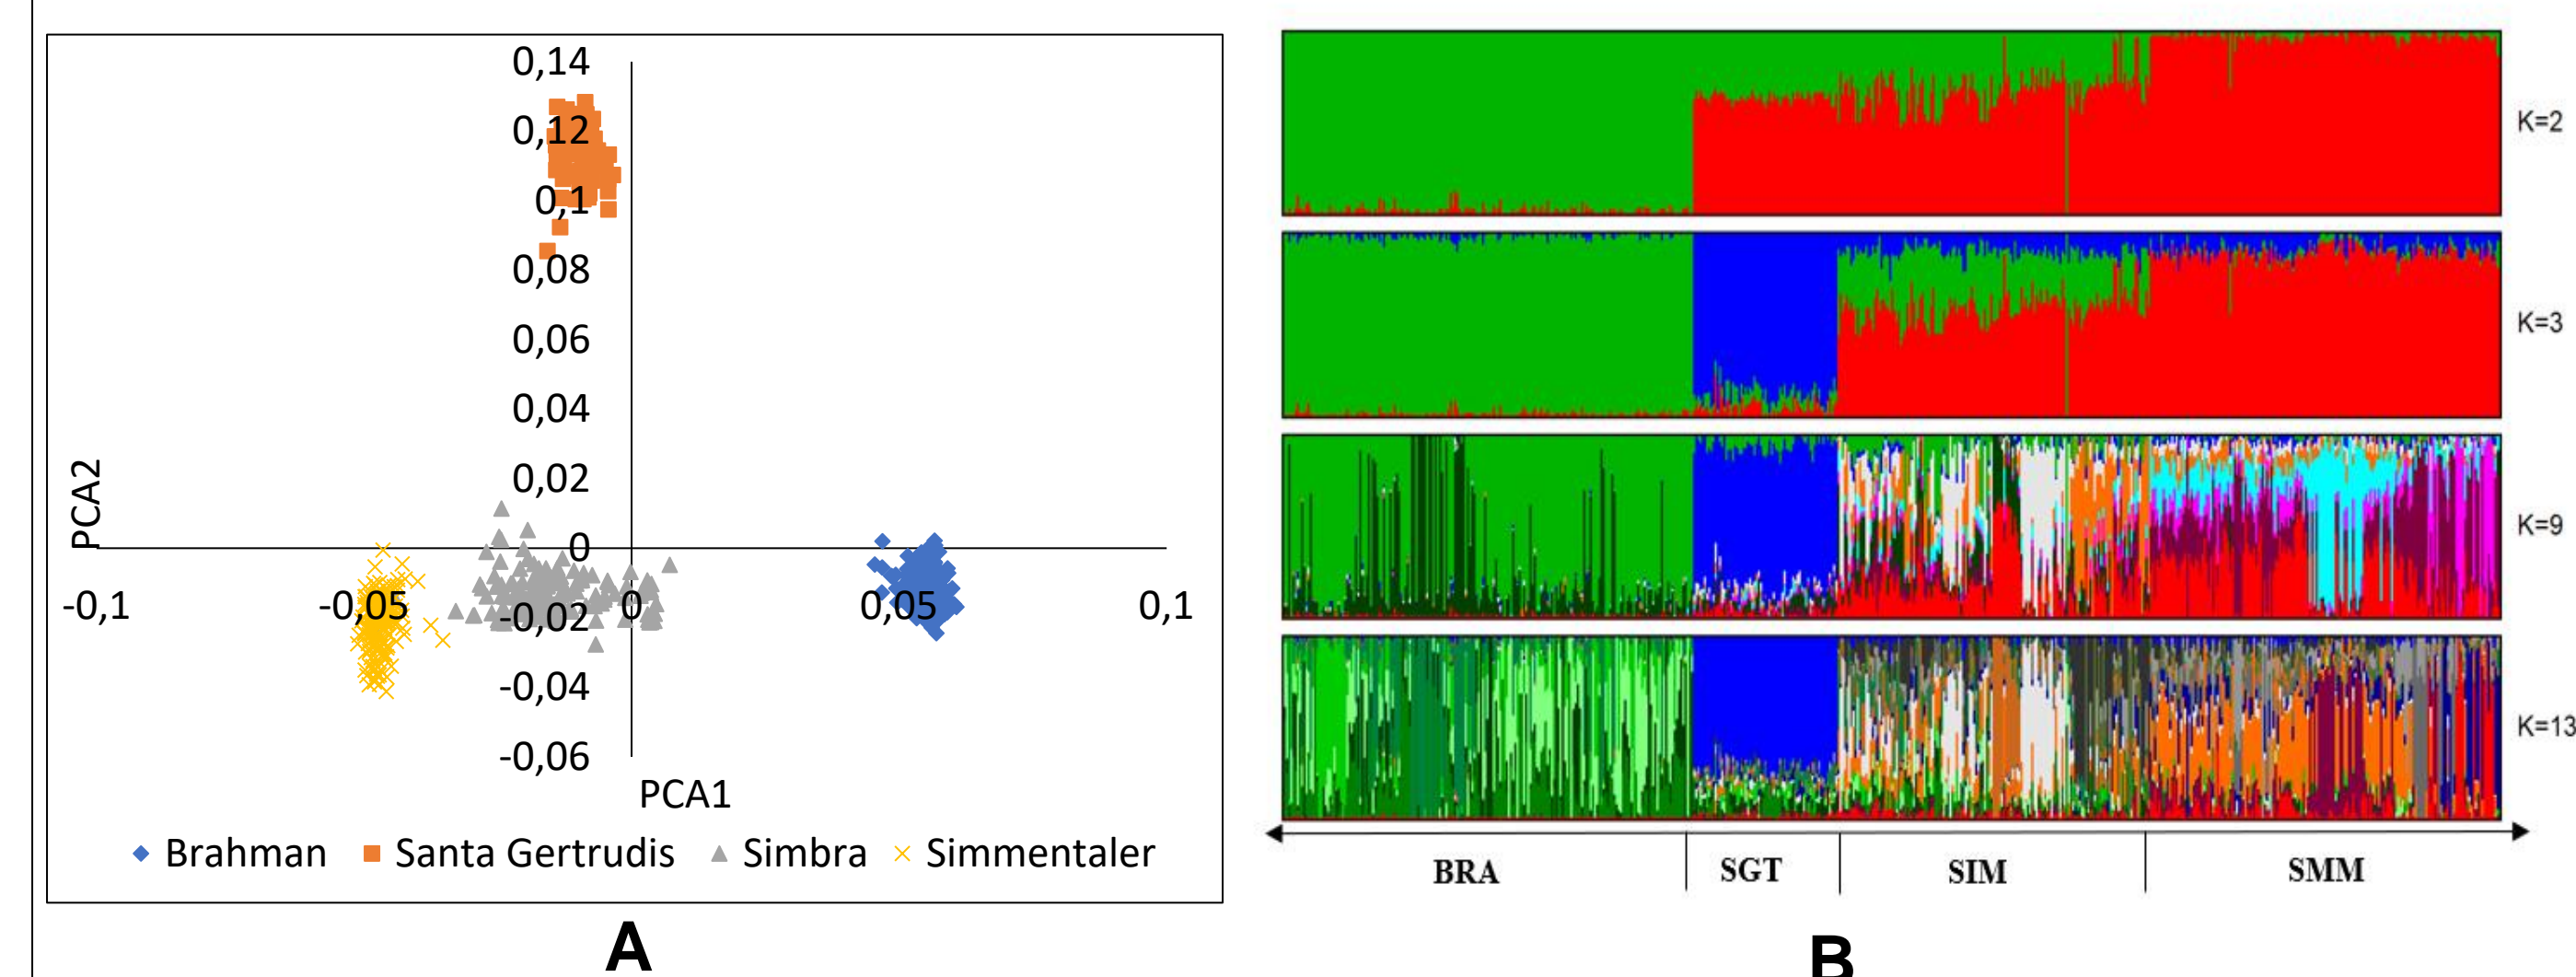 0,14
0,12
0,1
0,08
0,06
0,04
0,02
0
-0,02
-0,04
-0,06
-0,1
-0,05
0
0,05
0,1
PCA2
PCA1
Brahman Santa Gertrudis Simbra Simmentaler
A
K=2
K=3
K=9
K=13
BRA SGT SIM SMM
B